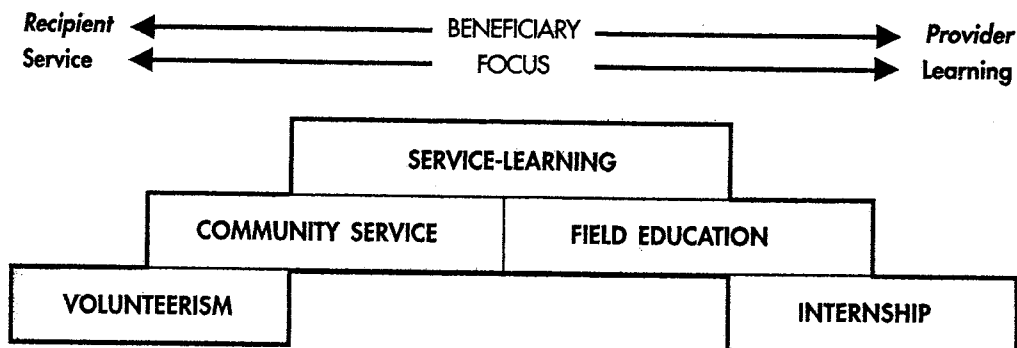 Recipient BENEFICIARY Provider
Service FOCUS Learning
SERVICE-LEARNING
COMMUNITY SERVICE FIELD EDUCATION
VOLUNTEERISM INTERNSHIP